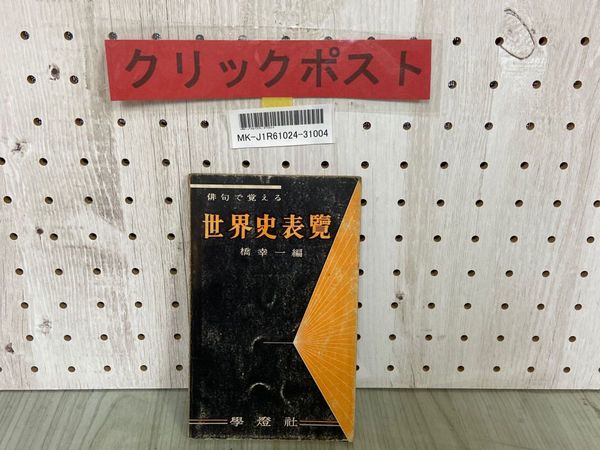 クリックポスト
MK-J1R61024-31004
俳句で覚える
世界史表覽
橋幸一編
學燈社